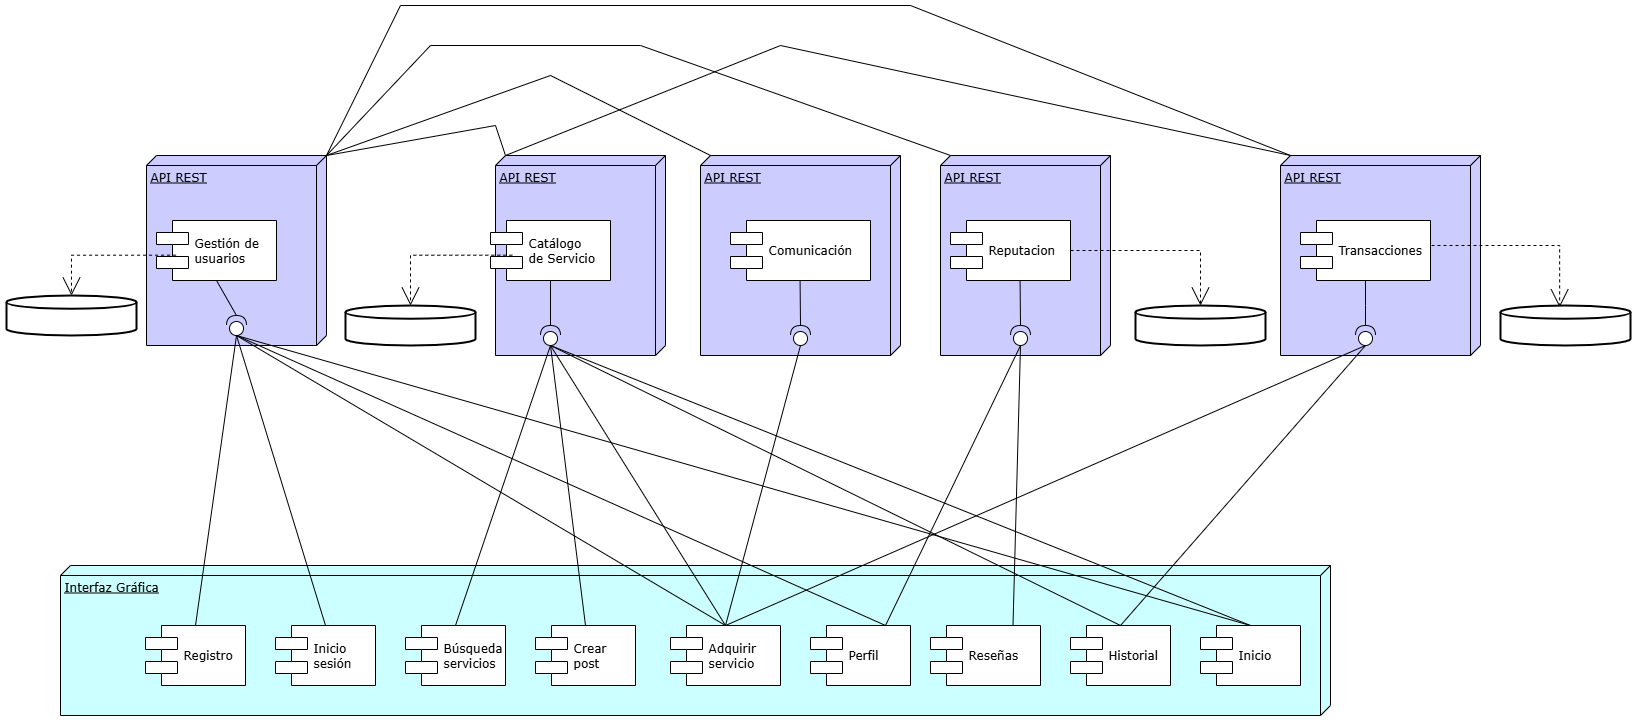 API REST
API REST
API REST
API REST
API REST
Gestión de
usuarios
Catálogo
de Servicio
Comunicación
Reputacion
Transacciones
Interfaz Gráfica
Registro
Inicio
sesión
Búsqueda
servicios
Crear
post
Adquirir
servicio
Perfil
Reseñas
Historial
Inicio